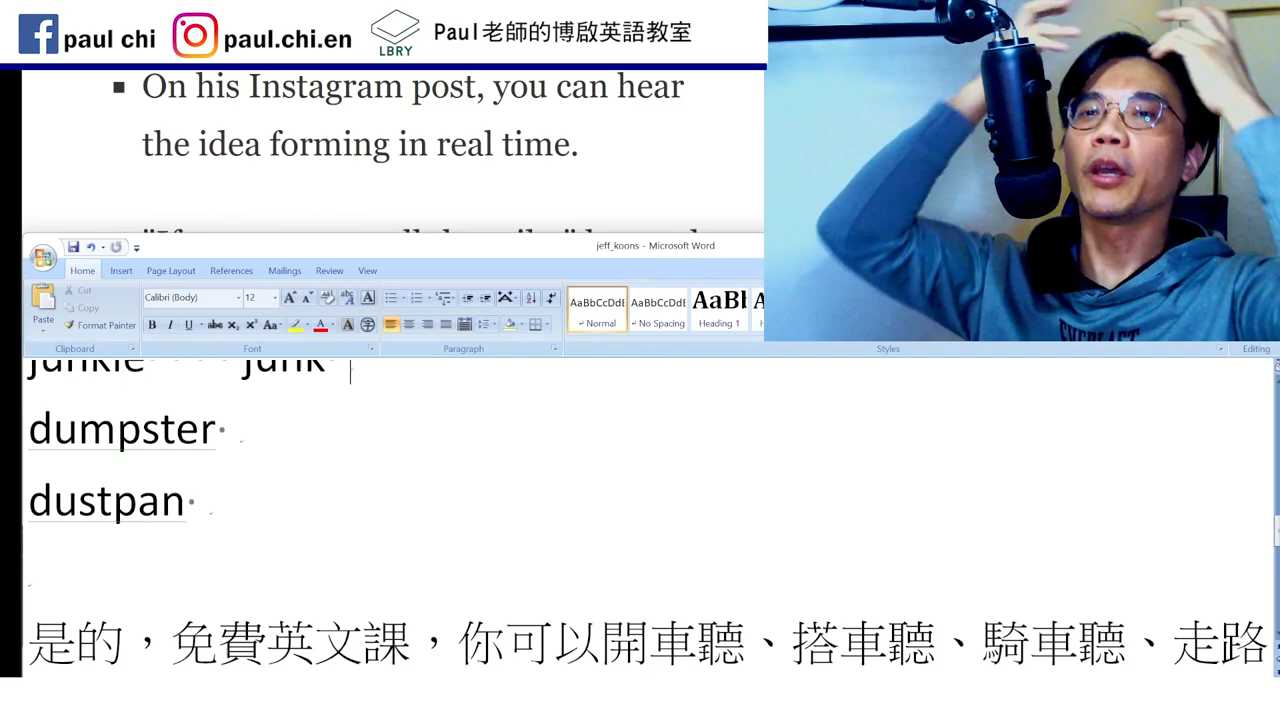 paul chi
paul.chi.en
LBRY
Paul老師的博啟英語教室
▪ On his Instagram post, you can hear
the idea forming in real time.
jeff_koons - Microsoft Word
Home Insert Page Layout References Mailings Review View
Paste
Cut
Copy
Format Painter
Calibri (Body) 12
AaBbCcDdE AaBbCcDdE AaBb
Normal No Spacing Heading 1
Clipboard Font Paragraph Styles Editing
junkie junk
dumpster
dustpan
是的，免費英文課，你可以開車聽、搭車聽、騎車聽、走路